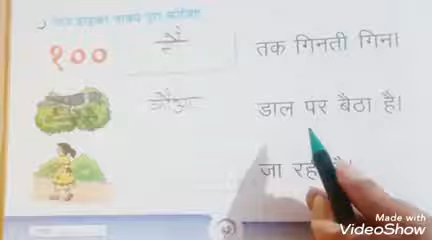 १०० सौ तक गिनती गिना।
कौआ डाल पर बैठा है।
जा रह है।
Made with
VideoShow